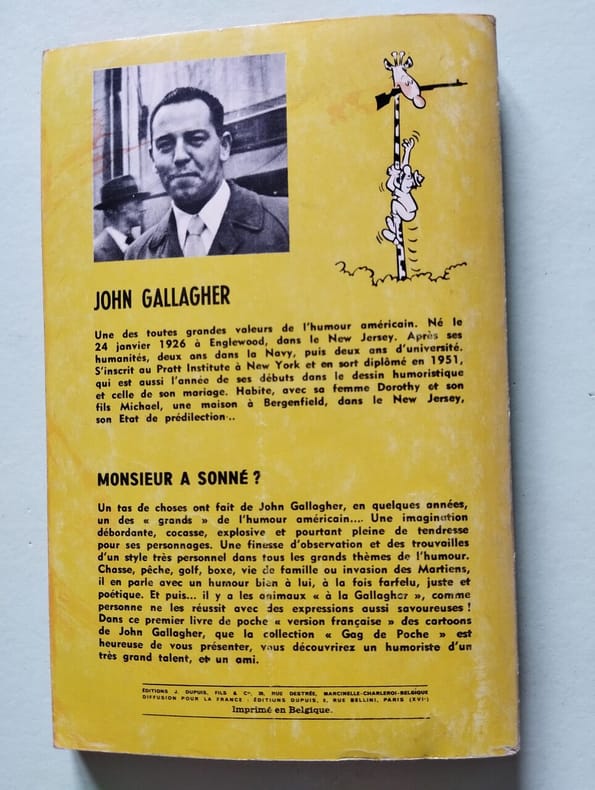 JOHN GALLAGHER
Une des toutes grandes valeurs de l'humour américain. Né le
24 janvier 1926 à Englewood, dans le New Jersey. Après ses
humanités, deux ans dans la Navy, puis deux ans d'université.
S'inscrit au Pratt Institute à New York et en sort diplômé en 1951,
qui est aussi l'année de ses débuts dans le dessin humoristique
et celle de son mariage. Habite, avec sa femme Dorothy et son
fils Michael, une maison à Bergenfield, dans le New Jersey,
son Etat de prédilection...
MONSIEUR A SONNÉ ?
Un tas de choses ont fait de John Gallagher, en quelques années,
un des « grands » de l'humour américain.... Une imagination
débordante, cocasse, explosive et pourtant pleine de tendresse
pour ses personnages. Une finesse d'observation et des trouvailles
d'un style très personnel dans tous les grands thèmes de l'humour.
Chasse, pêche, golf, boxe, vie de famille ou invasion des Martiens,
il en parle avec un humour bien à lui, à la fois farfelu, juste et
poétique. Et puis... il y a les animaux « à la Gallagher », comme
personne ne les réussit avec des expressions aussi savoureuses !
Dans ce premier livre de poche « version française » des cartoons
de John Gallagher, que la collection « Gag de Poche » est
heureuse de vous présenter, vous découvrirez un humoriste d'un
très grand talent, et un ami.
ÉDITIONS J. DUPUIS, FILS & Cie, 39, RUE DESTRÉE, MARCINELLE-CHARLEROI-BELGIQUE
DIFFUSION POUR LA FRANCE : ÉDITIONS DUPUIS, 3, RUE BELLINI, PARIS (XVIe)
Imprimé en Belgique.